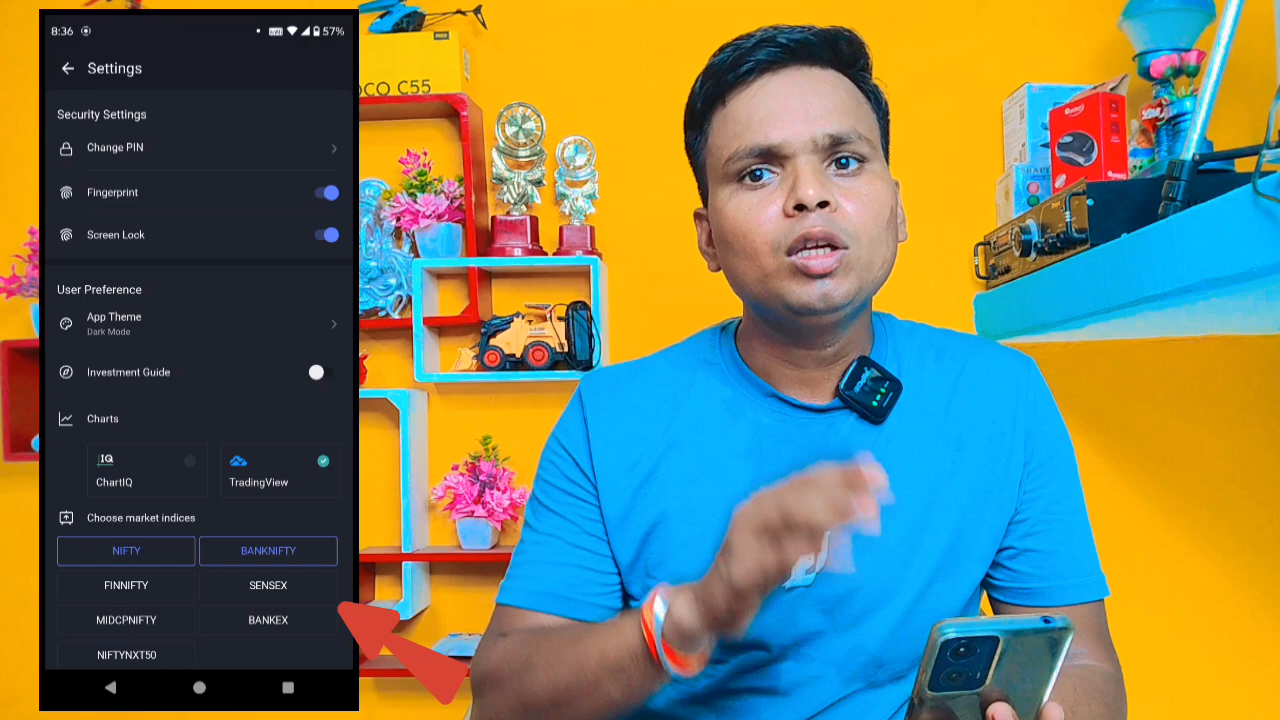 8:36
57%
Settings
Security Settings
Change PIN
Fingerprint
Screen Lock
User Preference
App Theme
Dark Mode
Investment Guide
Charts
IQ
ChartIQ
TradingView
Choose market indices
NIFTY
BANKNIFTY
FINNIFTY
SENSEX
MIDCPNIFTY
BANKEX
NIFTYNXT50
OCO C55